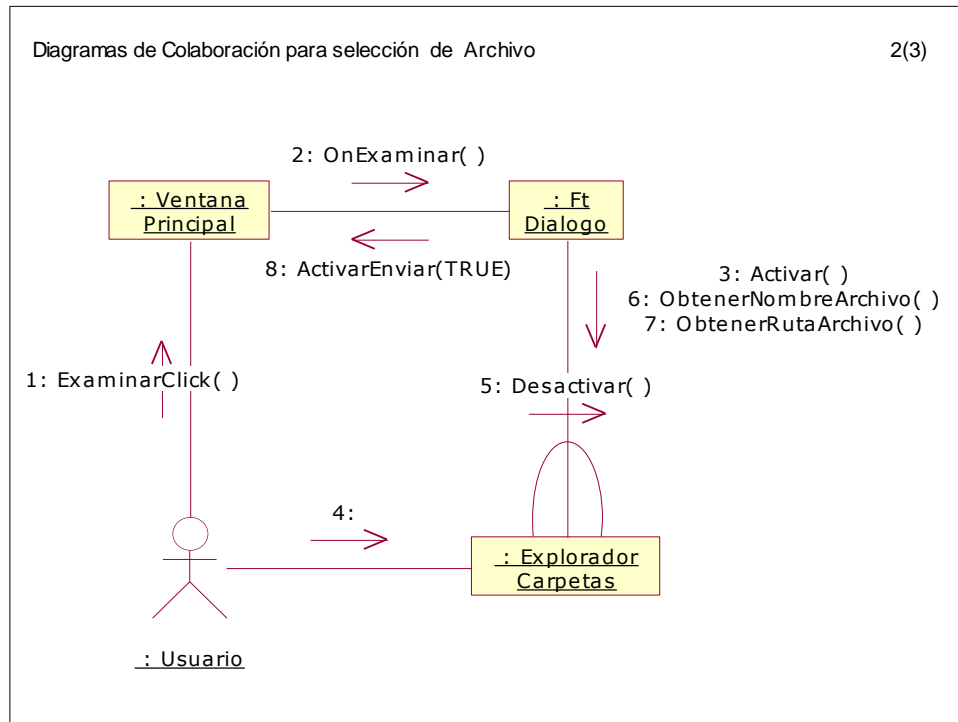 Diagramas de Colaboración para selección de Archivo 2(3)
2: OnExaminar( )
: Ventana
Principal
: Ft
Dialogo
8: ActivarEnviar(TRUE)
3: Activar( )
6: ObtenerNombreArchivo( )
7: ObtenerRutaArchivo( )
1: ExaminarClick( )
5: Desactivar( )
4:
: Explorador
Carpetas
: Usuario